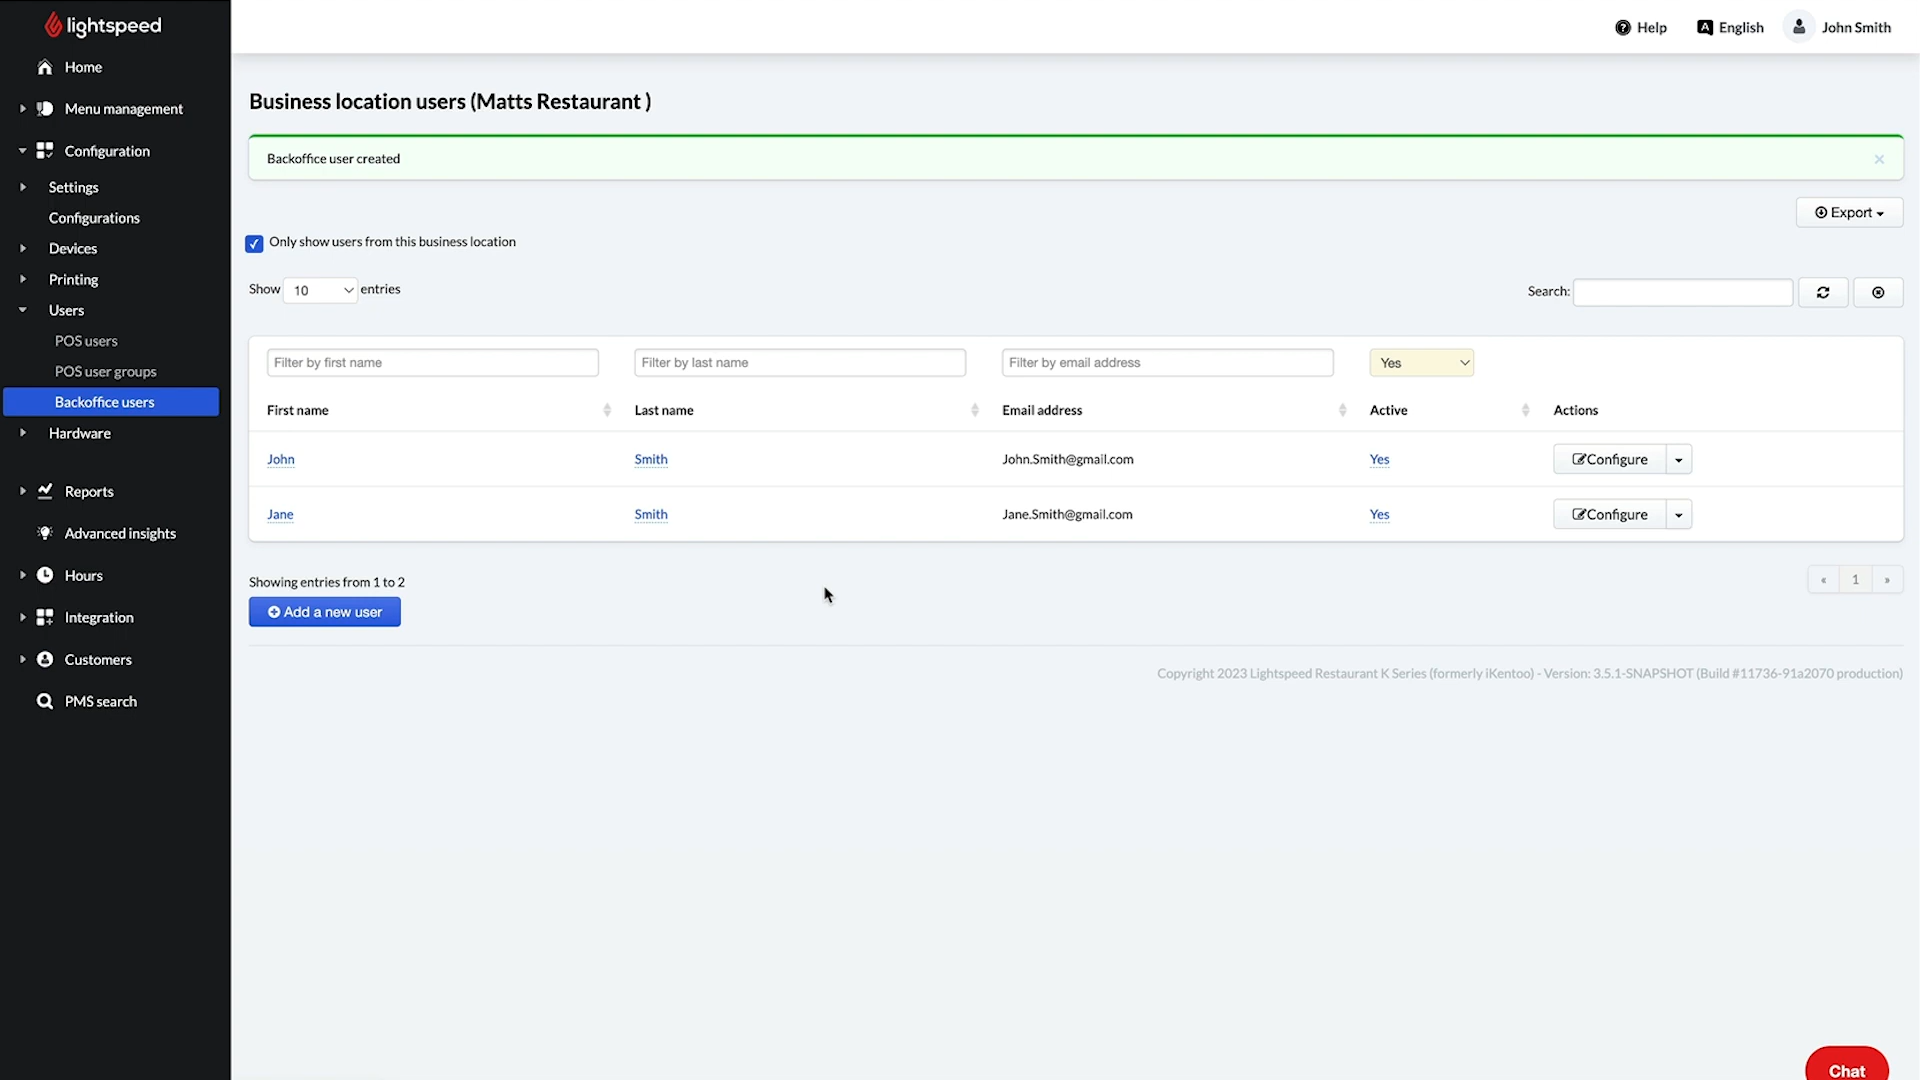 lightspeed
Help
English
John Smith
Home
Menu management
Configuration
Settings
Configurations
Devices
Printing
Users
POS users
POS user groups
Backoffice users
Hardware
Reports
Advanced insights
Hours
Integration
Customers
PMS search
Business location users (Matts Restaurant )
Backoffice user created
×
Export
Only show users from this business location
Show 10 entries
Search:
Filter by first name
Filter by last name
Filter by email address
Yes
First name Last name Email address Active Actions
John Smith John.Smith@gmail.com Yes Configure
Jane Smith Jane.Smith@gmail.com Yes Configure
Showing entries from 1 to 2
« 1 »
Add a new user
Copyright 2023 Lightspeed Restaurant K Series (formerly iKentoo) - Version: 3.5.1-SNAPSHOT (Build #11736-91a2070 production)
Chat